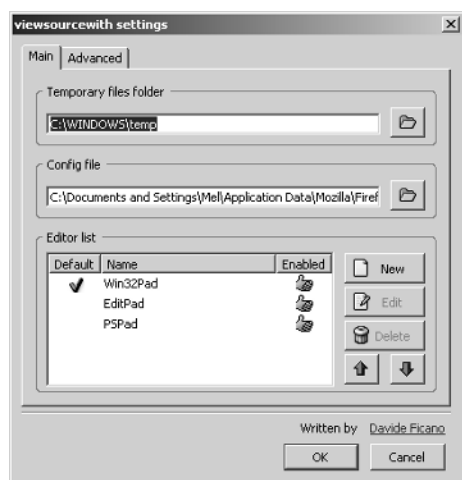 viewsourcewith settings
Main Advanced
Temporary files folder
C:\WINDOWS\temp
Config file
C:\Documents and Settings\Mel\Application Data\Mozilla\Firef
Editor list
Default Name Enabled
New
Win32Pad
EditPad
Edit
PSPad
Delete
Written by Davide Ficano
OK Cancel